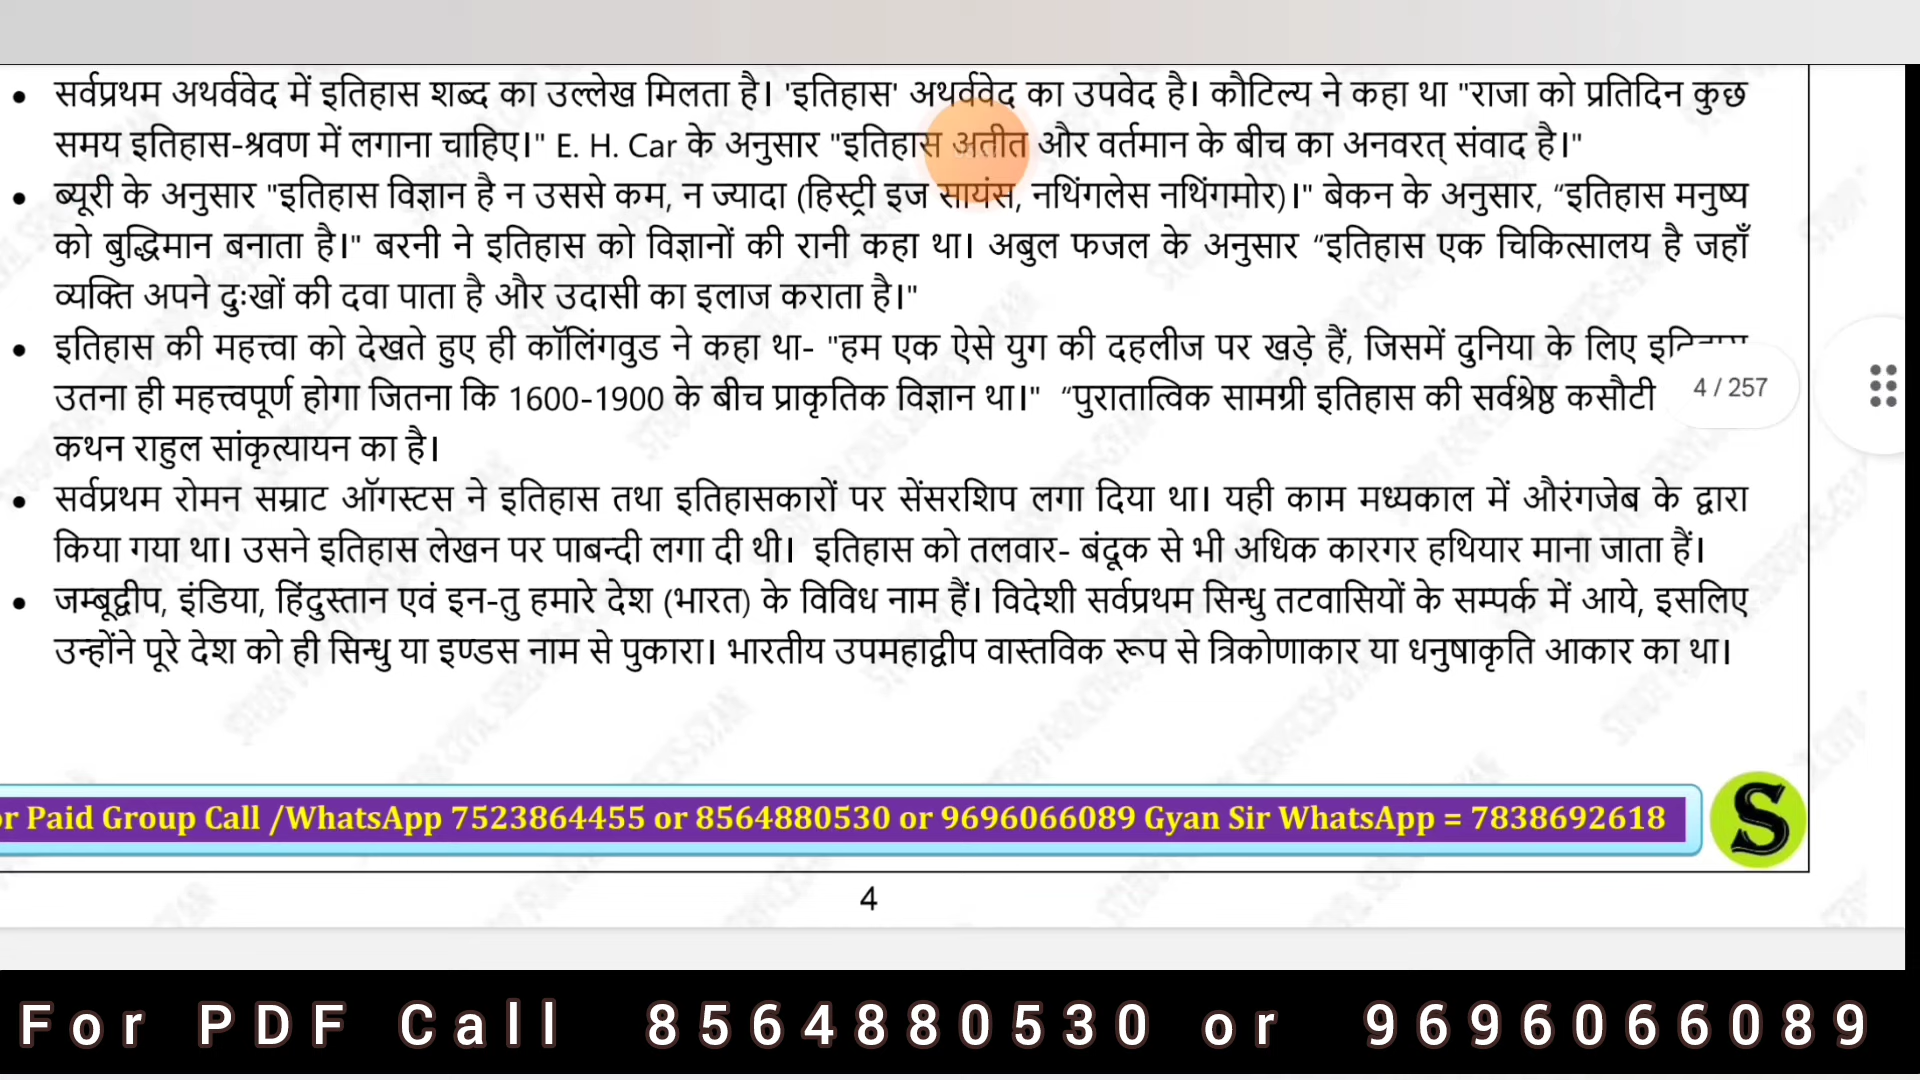 • सर्वप्रथम अथर्ववेद में इतिहास शब्द का उल्लेख मिलता है। 'इतिहास' अथर्ववेद का उपवेद है। कौटिल्य ने कहा था "राजा को प्रतिदिन कुछ
समय इतिहास-श्रवण में लगाना चाहिए।" E. H. Car के अनुसार "इतिहास अतीत और वर्तमान के बीच का अनवरत् संवाद है।"
• ब्यूरी के अनुसार "इतिहास विज्ञान है न उससे कम, न ज्यादा (हिस्ट्री इज सायंस, नथिंगलेस नथिंगमोर)।" बेकन के अनुसार, “इतिहास मनुष्य
को बुद्धिमान बनाता है।" बरनी ने इतिहास को विज्ञानों की रानी कहा था। अबुल फजल के अनुसार “इतिहास एक चिकित्सालय है जहाँ
व्यक्ति अपने दुःखों की दवा पाता है और उदासी का इलाज कराता है।"
• इतिहास की महत्त्वा को देखते हुए ही कॉलिंगवुड ने कहा था- "हम एक ऐसे युग की दहलीज पर खड़े हैं, जिसमें दुनिया के लिए
उतना ही महत्त्वपूर्ण होगा जितना कि 1600-1900 के बीच प्राकृतिक विज्ञान था।" “पुरातात्विक सामग्री इतिहास की सर्वश्रेष्ठ कसौटी
4 / 257
कथन राहुल सांकृत्यायन का है।
• सर्वप्रथम रोमन सम्राट ऑगस्टस ने इतिहास तथा इतिहासकारों पर सेंसरशिप लगा दिया था। यही काम मध्यकाल में औरंगजेब के द्वारा
किया गया था। उसने इतिहास लेखन पर पाबन्दी लगा दी थी। इतिहास को तलवार- बंदूक से भी अधिक कारगर हथियार माना जाता हैं।
• जम्बूद्वीप, इंडिया, हिंदुस्तान एवं इन-तु हमारे देश (भारत) के विविध नाम हैं। विदेशी सर्वप्रथम सिन्धु तटवासियों के सम्पर्क में आये, इसलिए
उन्होंने पूरे देश को ही सिन्धु या इण्डस नाम से पुकारा। भारतीय उपमहाद्वीप वास्तविक रूप से त्रिकोणाकार या धनुषाकृति आकार का था।
or Paid Group Call /WhatsApp 7523864455 or 8564880530 or 9696066089 Gyan Sir WhatsApp = 7838692618
S
4
For PDF Call 8564880530 or 9696066089